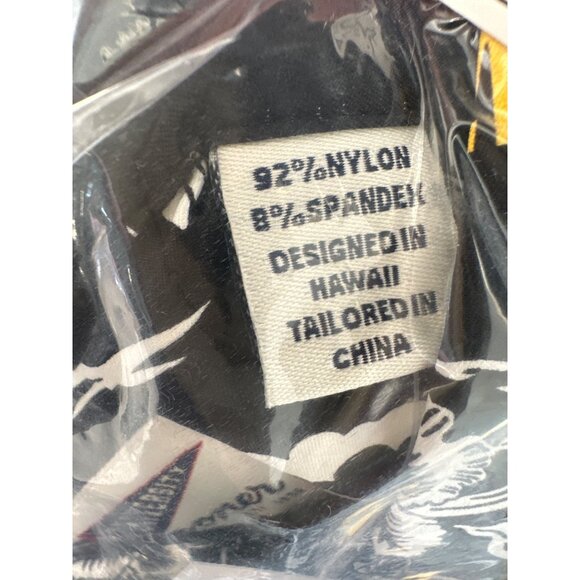 92%NYLON
8%SPANDEX
DESIGNED IN
HAWAII
TAILORED IN
CHINA